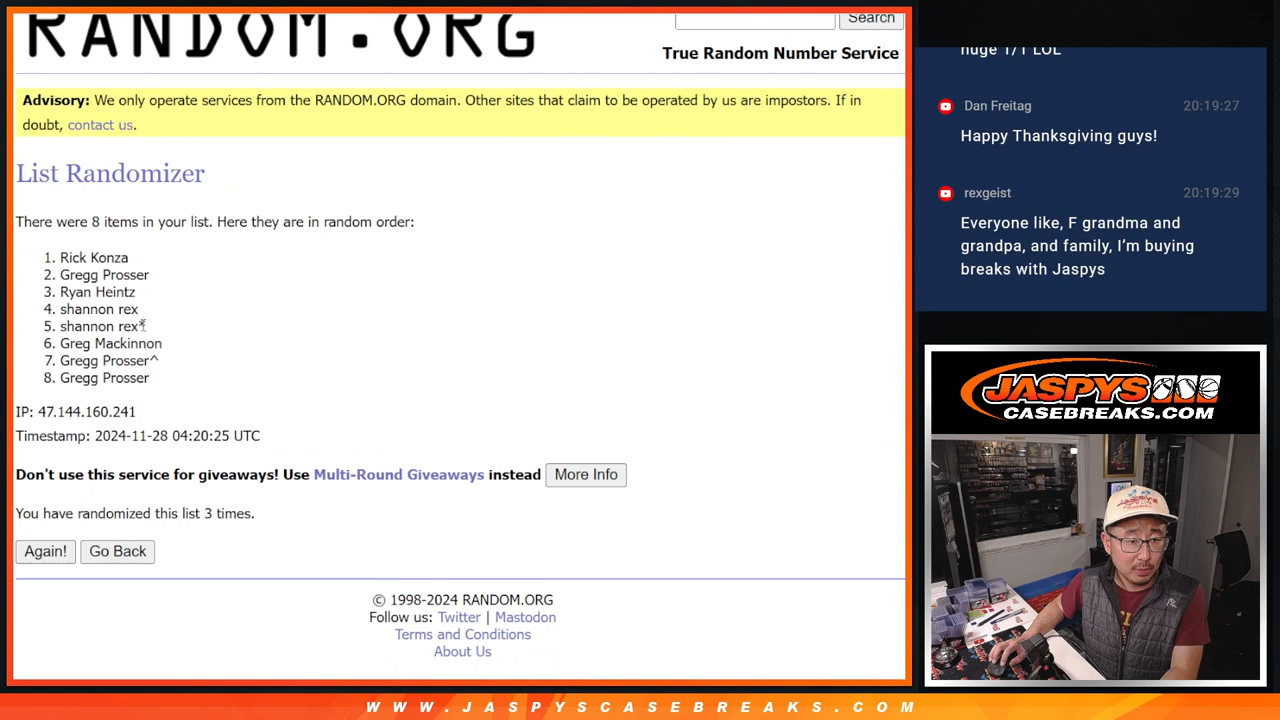 RANDOM.ORG
Search
True Random Number Service
Advisory: We only operate services from the RANDOM.ORG domain. Other sites that claim to be operated by us are impostors. If in
doubt, contact us.
List Randomizer
There were 8 items in your list. Here they are in random order:
1. Rick Konza
2. Gregg Prosser
3. Ryan Heintz
4. shannon rex
5. shannon rex*
6. Greg Mackinnon
7. Gregg Prosser^
8. Gregg Prosser
IP: 47.144.160.241
Timestamp: 2024-11-28 04:20:25 UTC
Don't use this service for giveaways! Use Multi-Round Giveaways instead More Info
You have randomized this list 3 times.
Again! Go Back
© 1998-2024 RANDOM.ORG
Follow us: Twitter | Mastodon
Terms and Conditions
About Us
huge 1/1 LOL
Dan Freitag 20:19:27
Happy Thanksgiving guys!
rexgeist 20:19:29
Everyone like, F grandma and
grandpa, and family, I'm buying
breaks with Jaspys
JASPYS
CASEBREAKS.COM
WWW.JASPYSCASEBREAKS.COM